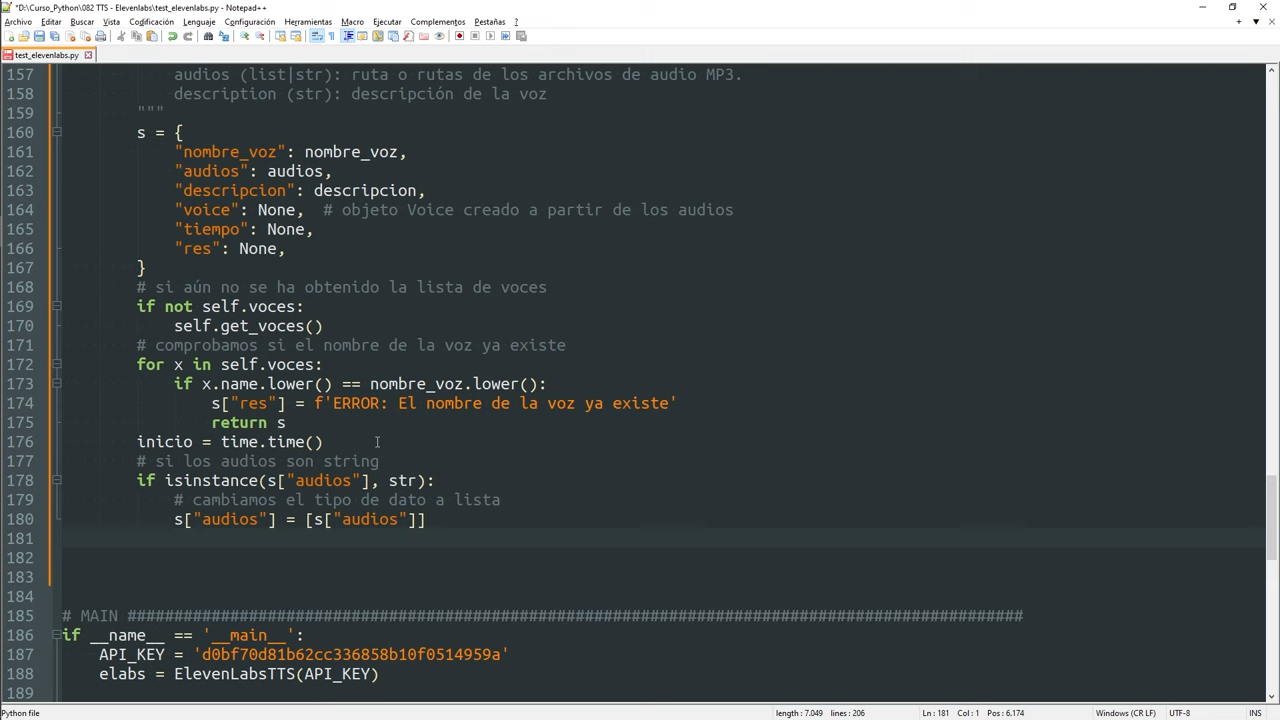 *D:\Curso_Python\082 TTS - Elevenlabs\test_elevenlabs.py - Notepad++
Archivo Editar Buscar Vista Codificación Lenguaje Configuración Herramientas Macro Ejecutar Complementos Pestañas ?
test_elevenlabs.py
157 audios (list|str): ruta o rutas de los archivos de audio MP3.
158 description (str): descripción de la voz
159 """
160 s = {
161 "nombre_voz": nombre_voz,
162 "audios": audios,
163 "descripcion": descripcion,
164 "voice": None, # objeto Voice creado a partir de los audios
165 "tiempo": None,
166 "res": None,
167 }
168 # si aún no se ha obtenido la lista de voces
169 if not self.voces:
170 self.get_voces()
171 # comprobamos si el nombre de la voz ya existe
172 for x in self.voces:
173 if x.name.lower() == nombre_voz.lower():
174 s["res"] = f'ERROR: El nombre de la voz ya existe'
175 return s
176 inicio = time.time()
177 # si los audios son string
178 if isinstance(s["audios"], str):
179 # cambiamos el tipo de dato a lista
180 s["audios"] = [s["audios"]]
181
182
183
184
185 # MAIN ################################################################################################
186 if __name__ == '__main__':
187 API_KEY = 'd0bf70d81b62cc336858b10f0514959a'
188 elabs = ElevenLabsTTS(API_KEY)
189
Python file length : 7.049 lines : 206 Ln : 181 Col : 1 Pos : 6.174 Windows (CR LF) UTF-8 INS